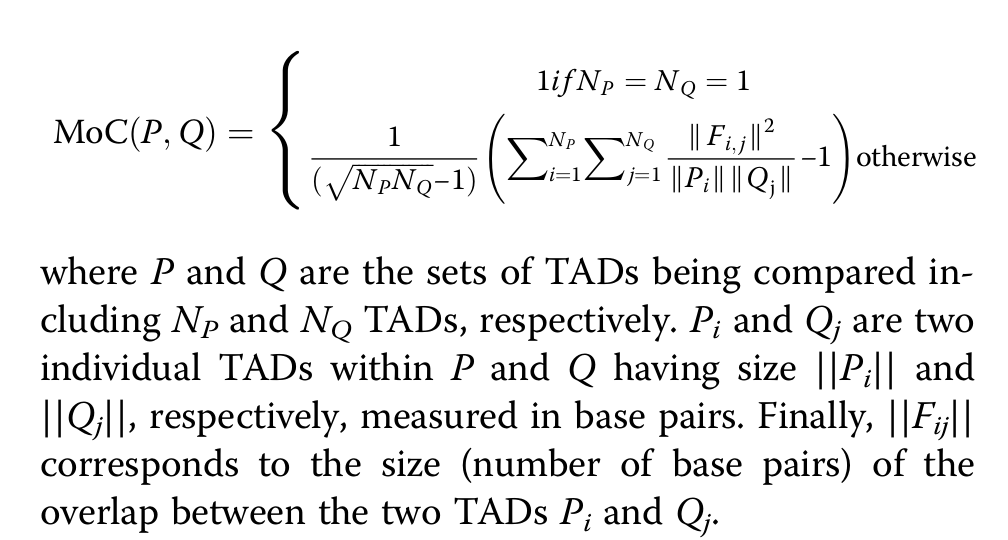 MoC(P, Q) = { 1 if N_P = N_Q = 1
1/(√(N_P N_Q)–1) (∑_{i=1}^{N_P} ∑_{j=1}^{N_Q} ‖F_{i,j}‖²/(‖P_i‖ ‖Q_j‖) –1) otherwise
where P and Q are the sets of TADs being compared in-
cluding N_P and N_Q TADs, respectively. P_i and Q_j are two
individual TADs within P and Q having size ||P_i|| and
||Q_j||, respectively, measured in base pairs. Finally, ||F_{ij}||
corresponds to the size (number of base pairs) of the
overlap between the two TADs P_i and Q_j.